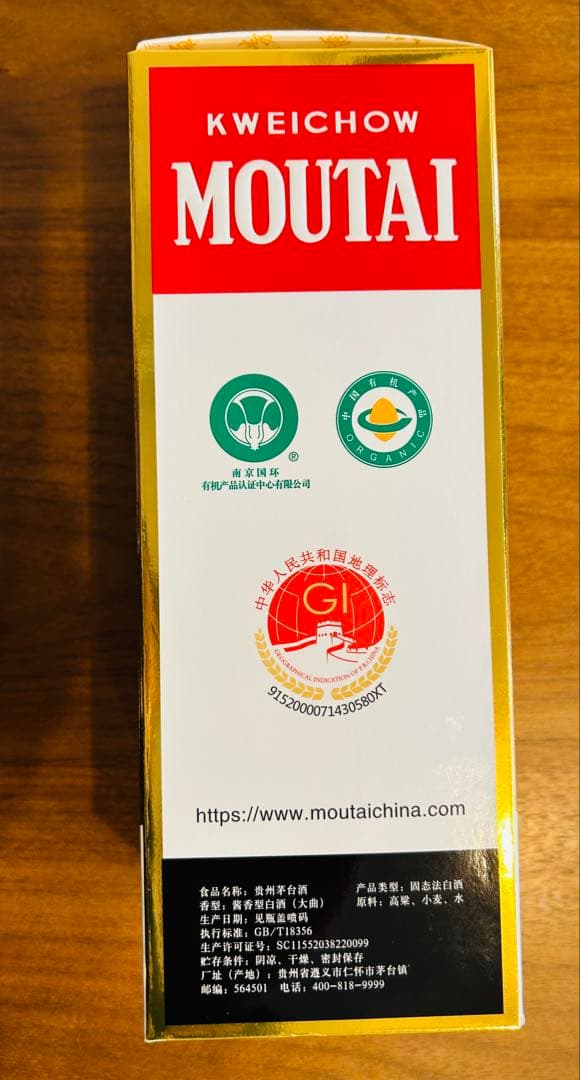 KWEICHOW
MOUTAI
南京国环
有机产品认证中心有限公司
®
中国有机产品
ORGANIC
中华人民共和国地理标志
GI
GEOGRAPHICAL INDICATION OF P.R.CHINA
9152000071430580XT
https://www.moutaichina.com
食品名称：贵州茅台酒 产品类型：固态法白酒
香型：酱香型白酒（大曲） 原料：高粱、小麦、水
生产日期：见瓶盖喷码
执行标准：GB/T18356
生产许可证号：SC11552038220099
贮存条件：阴凉、干燥、密封保存
厂址（产地）：贵州省遵义市仁怀市茅台镇
邮编：564501 电话：400-818-9999